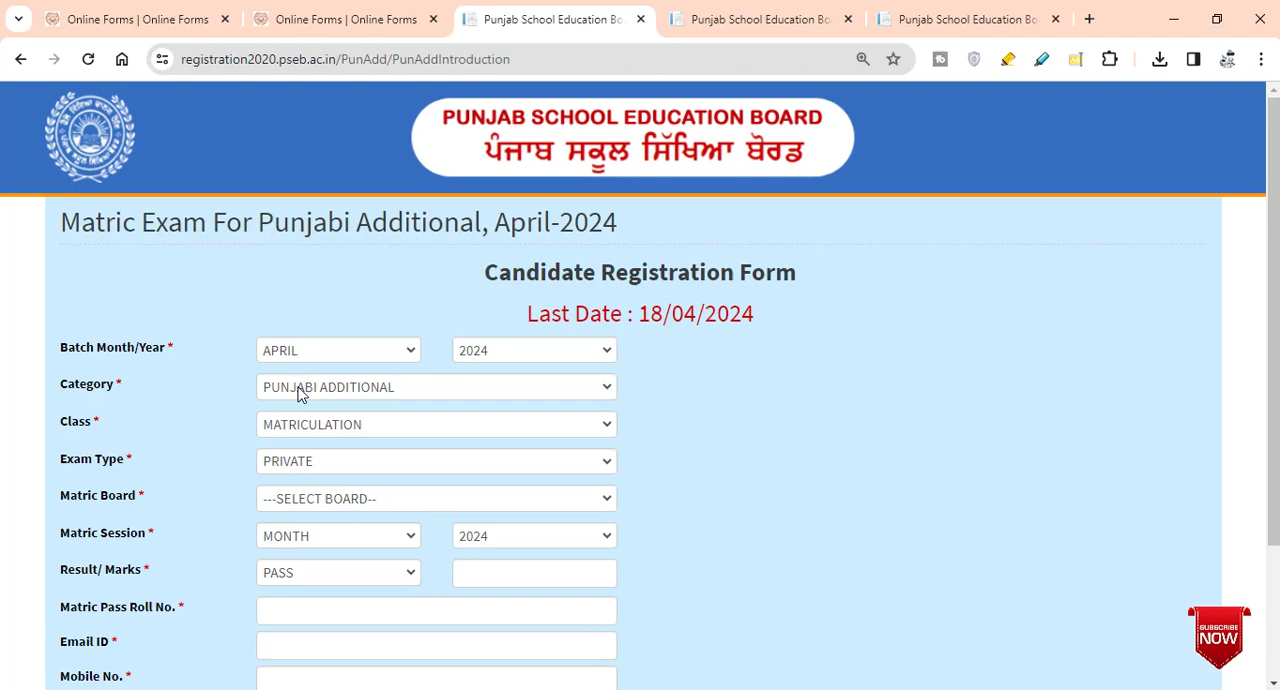 Online Forms | Online Forms
Online Forms | Online Forms
Punjab School Education Bo
Punjab School Education Bo
Punjab School Education Bo
registration2020.pseb.ac.in/PunAdd/PunAddIntroduction
PUNJAB SCHOOL EDUCATION BOARD
ਪੰਜਾਬ ਸਕੂਲ ਸਿੱਖਿਆ ਬੋਰਡ
Matric Exam For Punjabi Additional, April-2024
Candidate Registration Form
Last Date : 18/04/2024
Batch Month/Year * APRIL 2024
Category * PUNJABI ADDITIONAL
Class * MATRICULATION
Exam Type * PRIVATE
Matric Board * ---SELECT BOARD--
Matric Session * MONTH 2024
Result/ Marks * PASS
Matric Pass Roll No. *
Email ID *
Mobile No. *
SUBSCRIBE
NOW